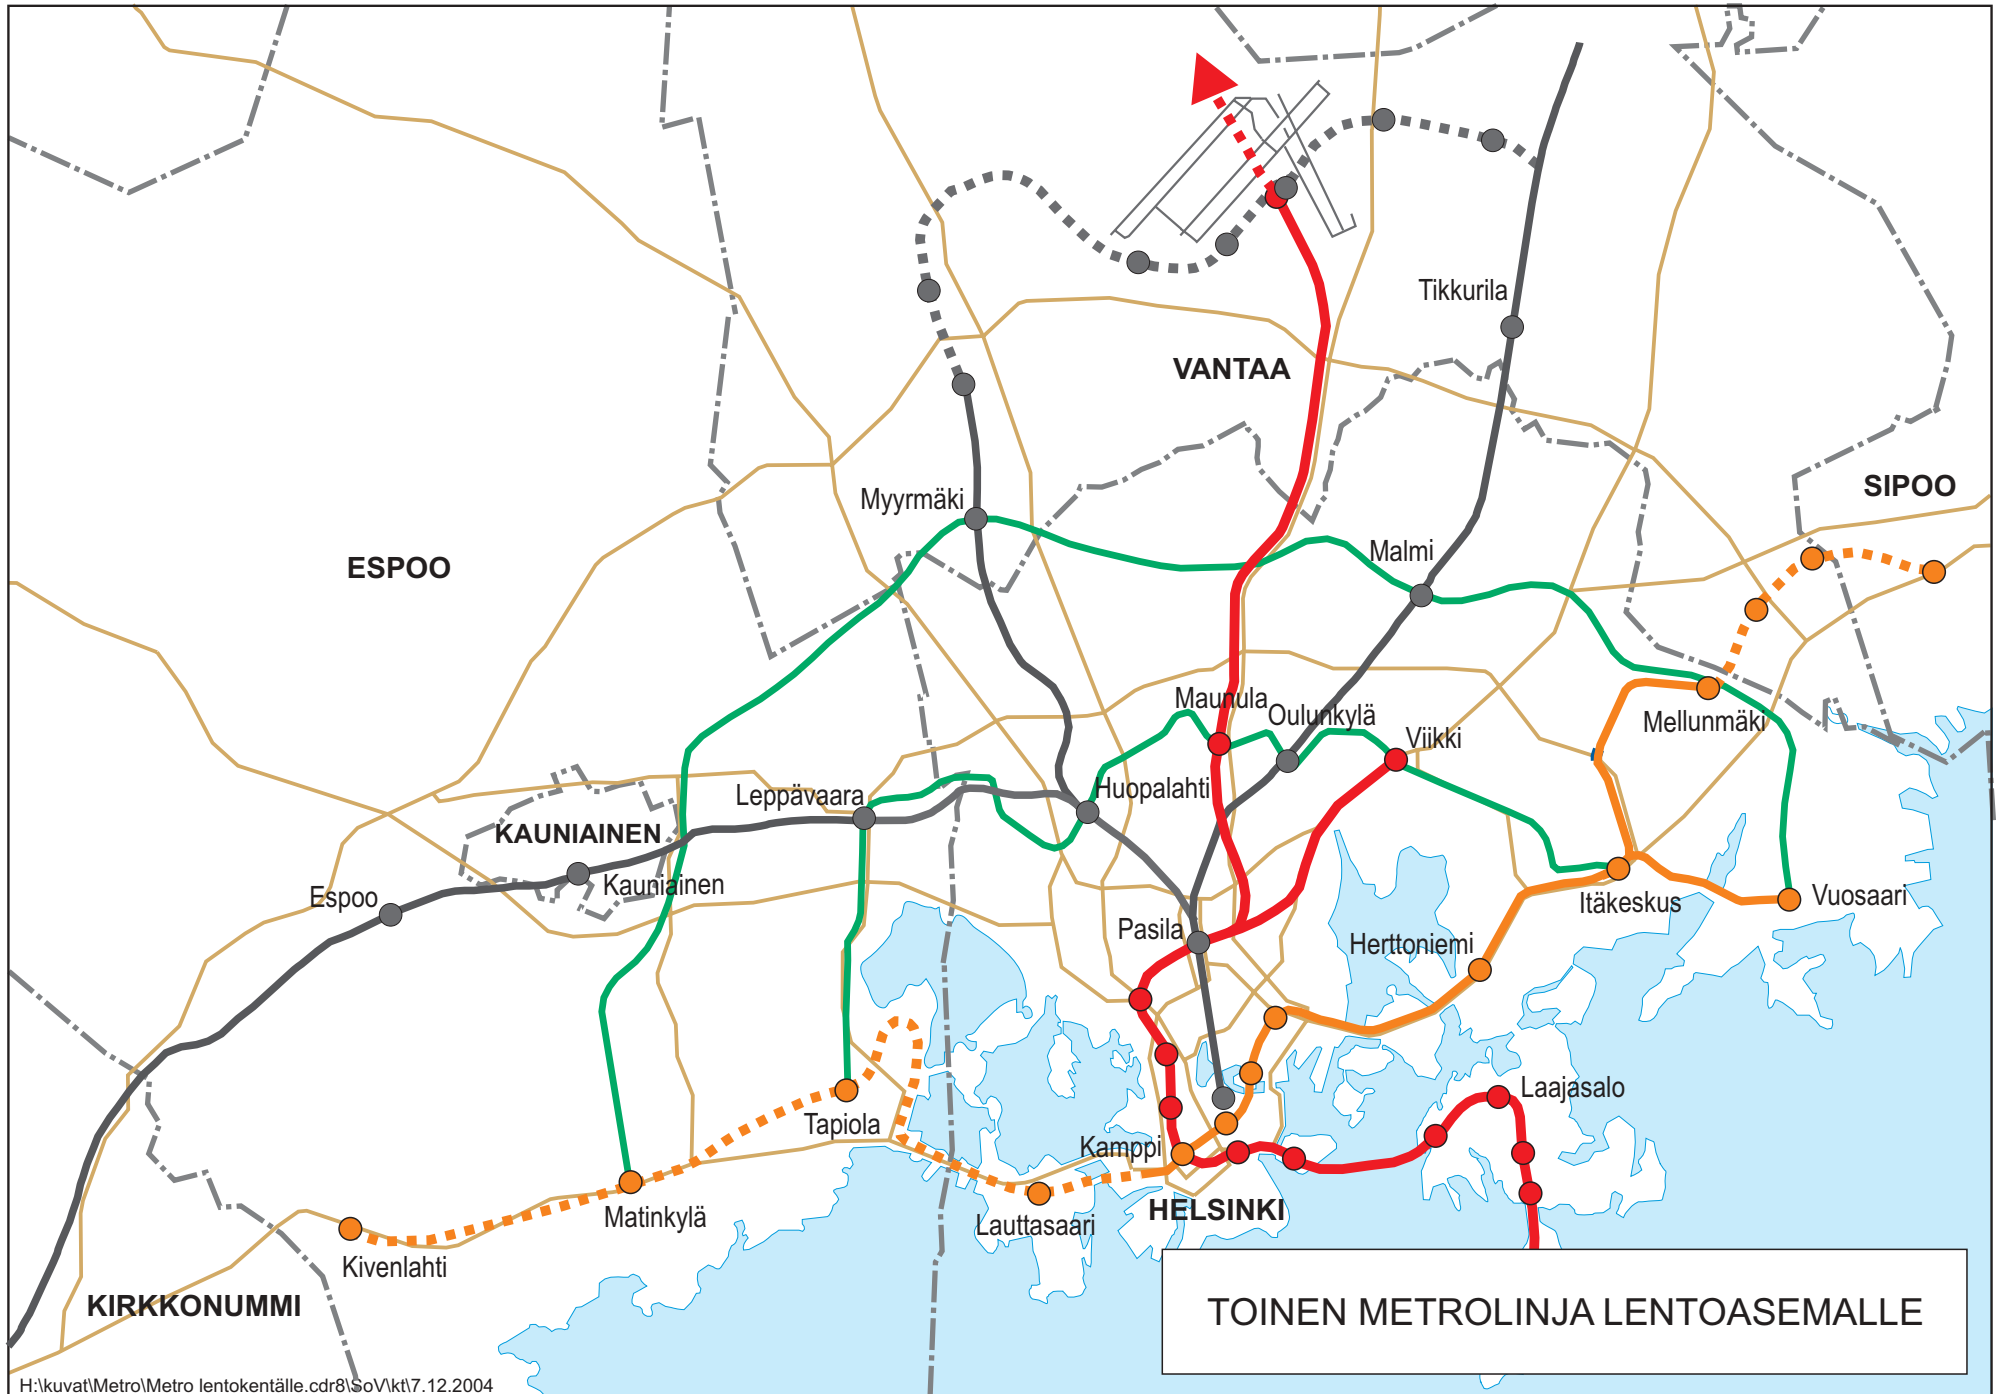 Tikkurila
VANTAA
SIPOO
Myyrmäki
Malmi
ESPOO
Maunula
Oulunkylä
Mellunmäki
Viikki
Leppävaara
Huopalahti
KAUNIAINEN
Kauniainen
Espoo
Vuosaari
Itäkeskus
Pasila
Herttoniemi
Laajasalo
Tapiola
Kamppi
Matinkylä
Lauttasaari
HELSINKI
Kivenlahti
KIRKKONUMMI
TOINEN METROLINJA LENTOASEMALLE
H:\kuvat\Metro\Metro lentokentälle.cdr8\SoV\kt\7.12.2004